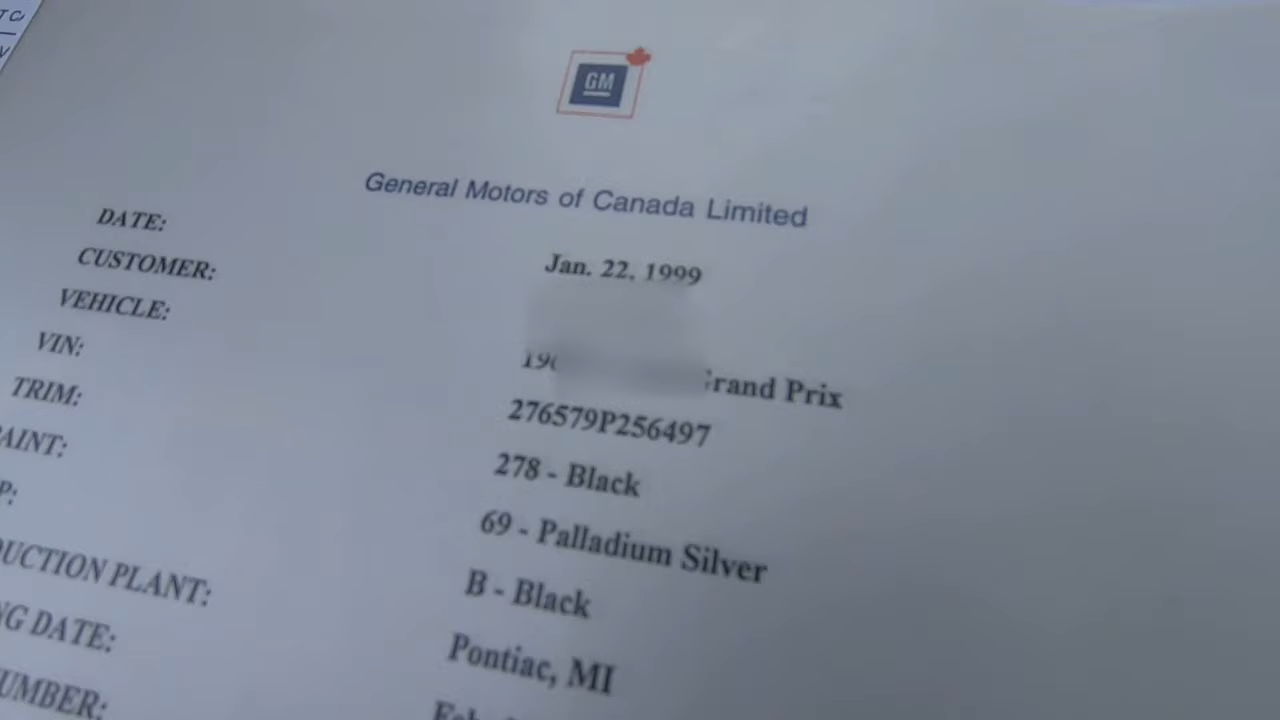 GM
General Motors of Canada Limited
DATE: Jan. 22, 1999
CUSTOMER:
VEHICLE: Grand Prix
VIN: 276579P256497
TRIM: 278 - Black
AINT: 69 - Palladium Silver
P: B - Black
UCTION PLANT: Pontiac, MI
NG DATE:
UMBER: